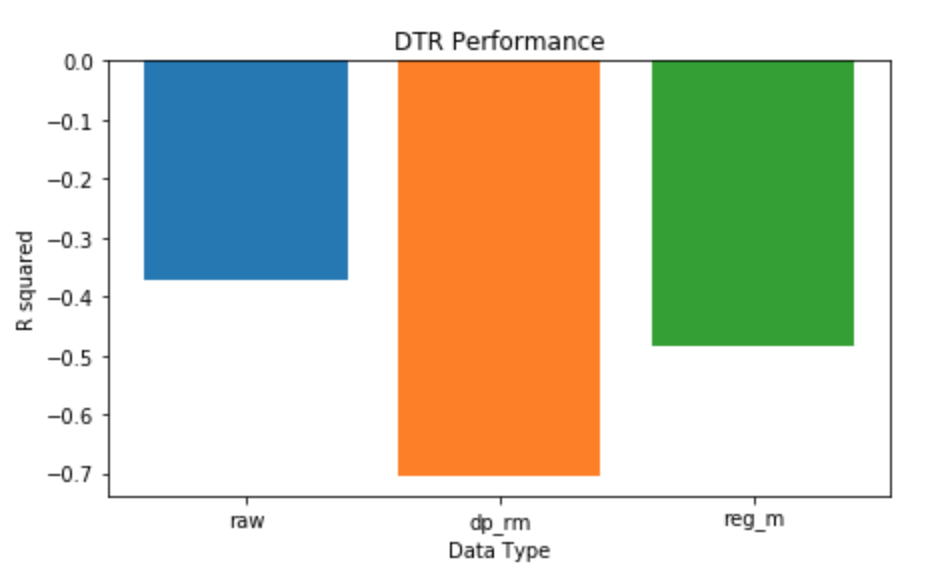 DTR Performance
0.0
−0.1
−0.2
−0.3
−0.4
−0.5
−0.6
−0.7
R squared
raw
dp_rm
reg_m
Data Type